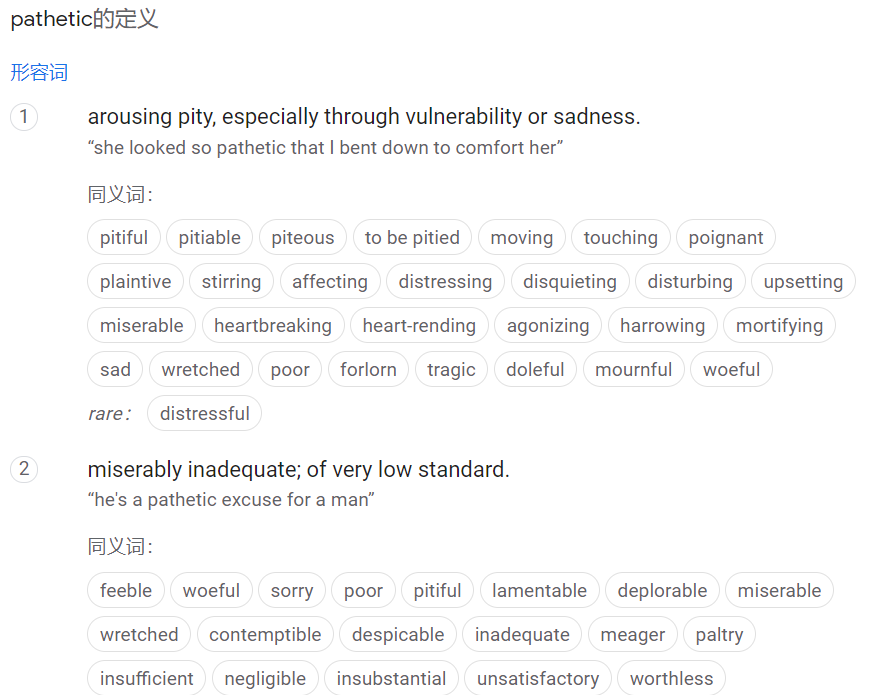 pathetic的定义
形容词
1 arousing pity, especially through vulnerability or sadness.
“she looked so pathetic that I bent down to comfort her”
同义词：
pitiful pitiable piteous to be pitied moving touching poignant
plaintive stirring affecting distressing disquieting disturbing upsetting
miserable heartbreaking heart-rending agonizing harrowing mortifying
sad wretched poor forlorn tragic doleful mournful woeful
rare： distressful
2 miserably inadequate; of very low standard.
“he's a pathetic excuse for a man”
同义词：
feeble woeful sorry poor pitiful lamentable deplorable miserable
wretched contemptible despicable inadequate meager paltry
insufficient negligible insubstantial unsatisfactory worthless